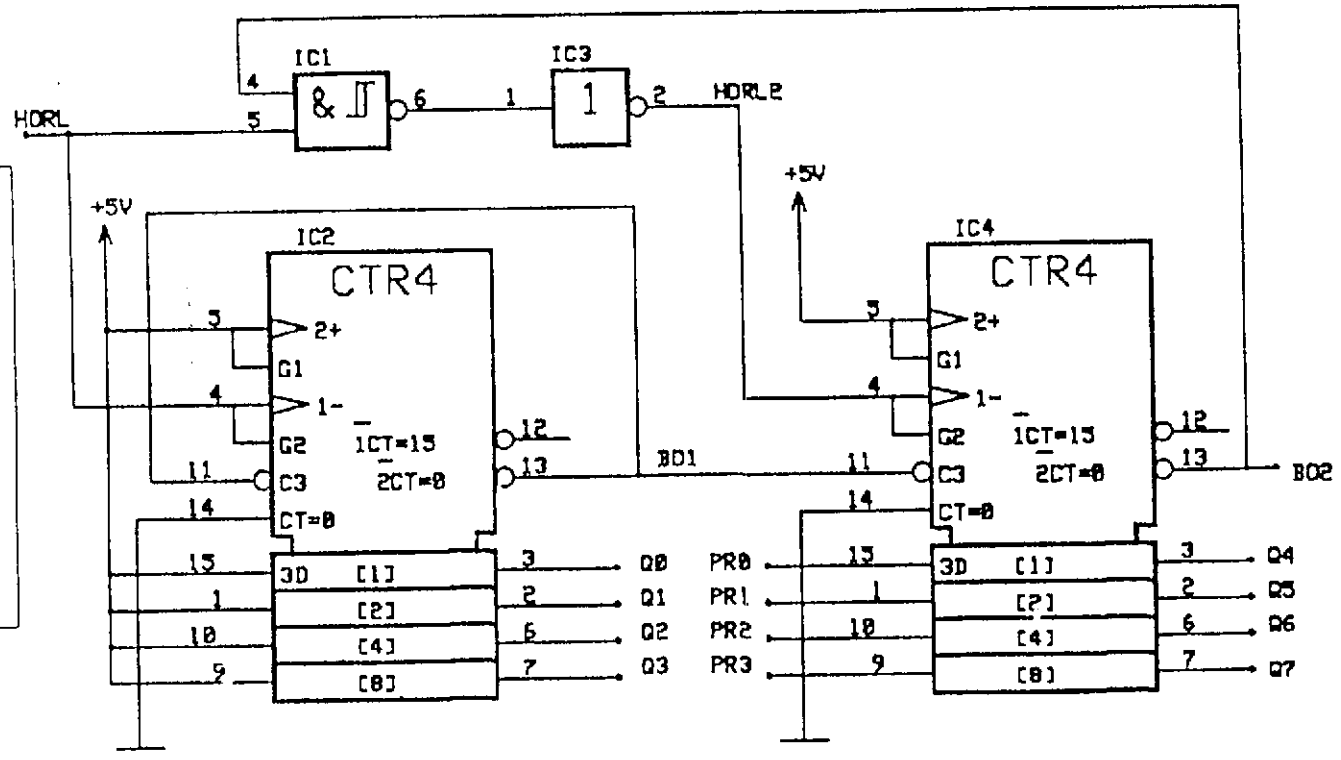 IC1
4
& 
6
5
HORL
IC3
1
1
2
HORL2
+5V
IC2
CTR4
5
2+
G1
4
1-
G2
1CT=15
2CT=0
12
13
BO1
11
C3
14
CT=0
15
3D [1]
3
Q0
1
[2]
2
Q1
10
[4]
6
Q2
9
[8]
7
Q3
+5V
IC4
CTR4
5
2+
G1
4
1-
G2
1CT=15
2CT=0
12
13
BO2
11
C3
14
CT=0
PR0
15
3D [1]
3
Q4
PR1
1
[2]
2
Q5
PR2
10
[4]
6
Q6
PR3
9
[8]
7
Q7